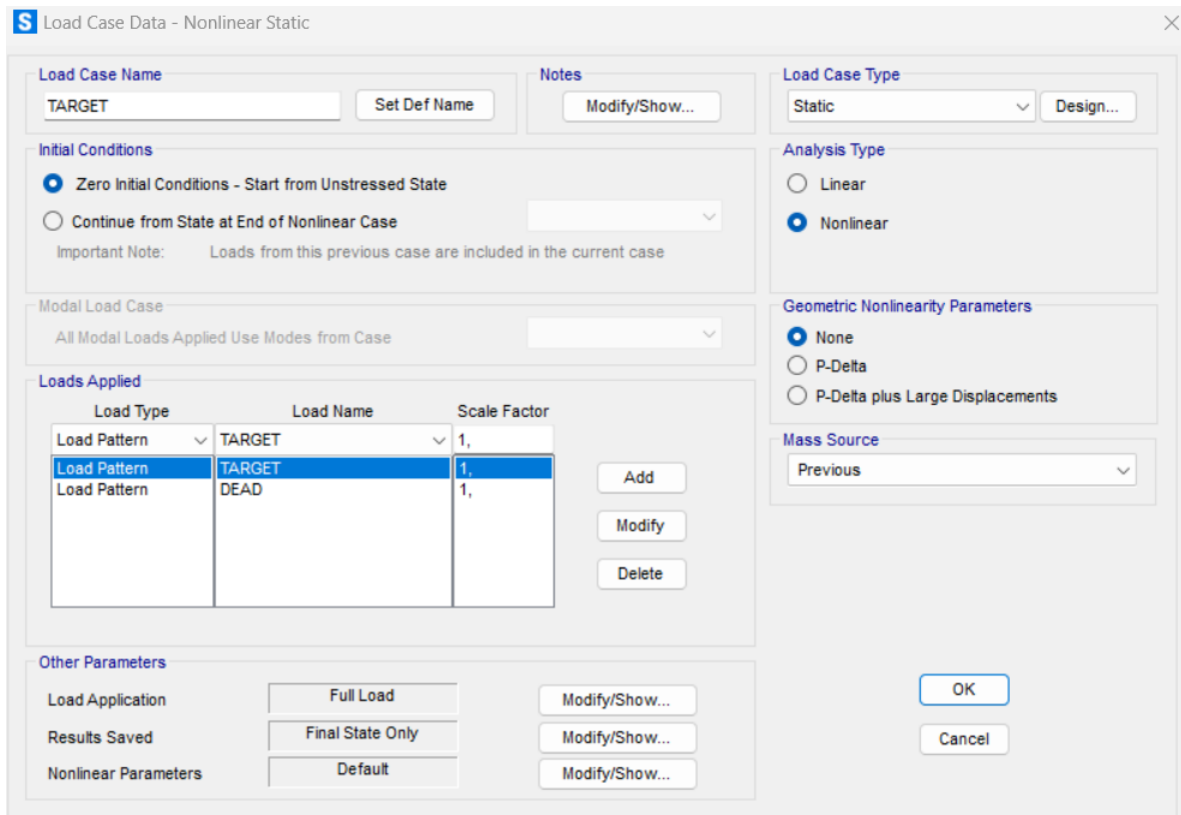 S Load Case Data - Nonlinear Static
Load Case Name
TARGET
Set Def Name
Notes
Modify/Show...
Load Case Type
Static
Design...
Initial Conditions
Zero Initial Conditions - Start from Unstressed State
Continue from State at End of Nonlinear Case
Important Note: Loads from this previous case are included in the current case
Analysis Type
Linear
Nonlinear
Modal Load Case
All Modal Loads Applied Use Modes from Case
Geometric Nonlinearity Parameters
None
P-Delta
P-Delta plus Large Displacements
Loads Applied
Load Type Load Name Scale Factor
Load Pattern TARGET 1,
Load Pattern TARGET 1,
Load Pattern DEAD 1,
Add
Modify
Delete
Mass Source
Previous
Other Parameters
Load Application Full Load Modify/Show...
Results Saved Final State Only Modify/Show...
Nonlinear Parameters Default Modify/Show...
OK
Cancel